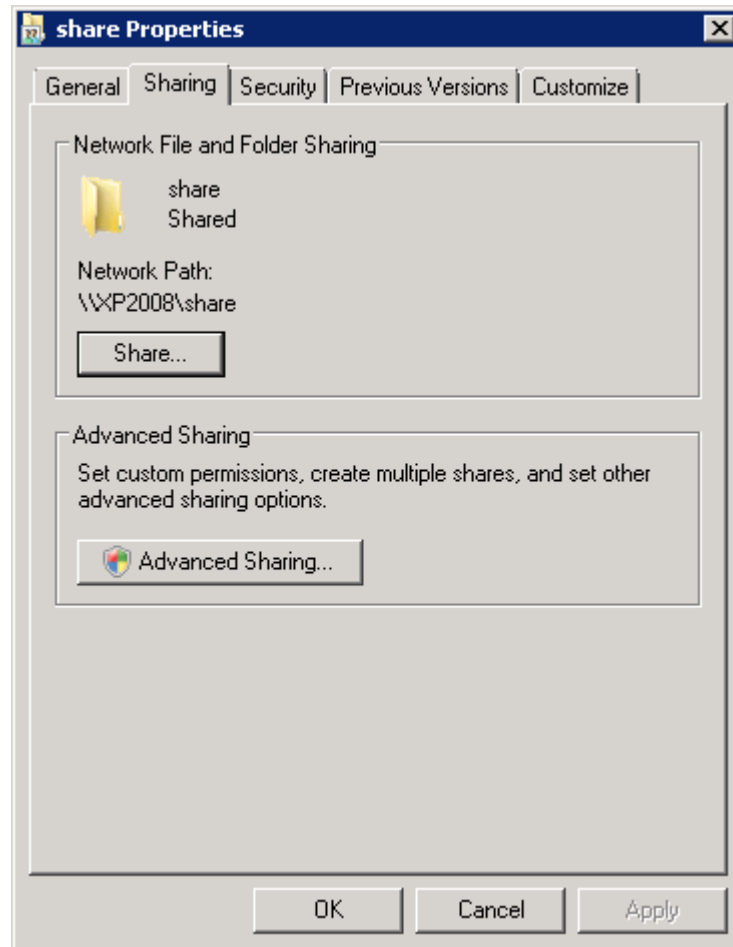 share Properties
General Sharing Security Previous Versions Customize
Network File and Folder Sharing
share
Shared
Network Path:
\\XP2008\share
Share...
Advanced Sharing
Set custom permissions, create multiple shares, and set other
advanced sharing options.
Advanced Sharing...
OK Cancel Apply